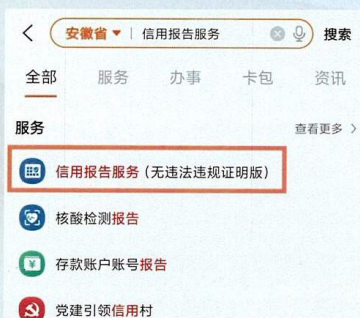 安徽省 信用报告服务 搜索
全部 服务 办事 卡包 资讯
服务 查看更多
信用报告服务（无违法违规证明版）
核酸检测报告
存款账户账号报告
党建引领信用村